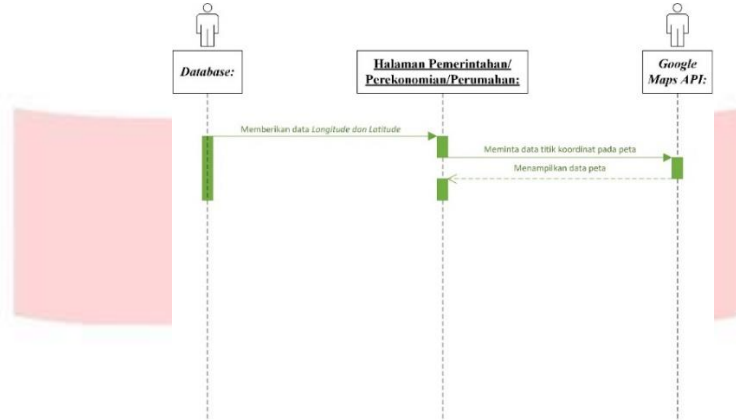 Database:
Halaman Pemerintahan/
Perekonomian/Perumahan:
Google
Maps API:
Memberikan data Longitude dan Latitude
Meminta data titik koordinat pada peta
Menampilkan data peta